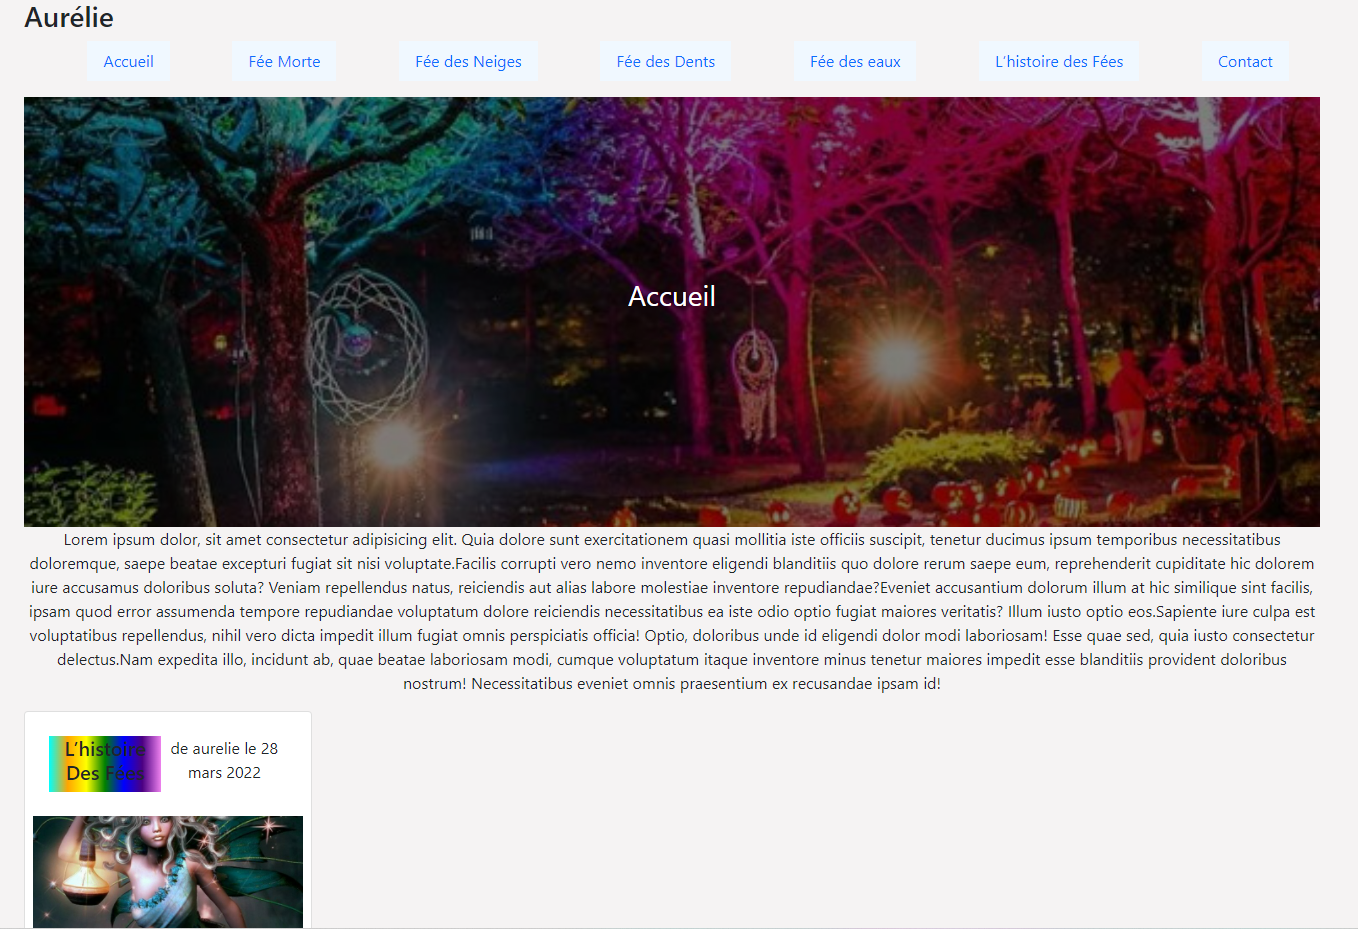 Aurélie
Accueil Fée Morte Fée des Neiges Fée des Dents Fée des eaux L'histoire des Fées Contact
Accueil
Lorem ipsum dolor, sit amet consectetur adipisicing elit. Quia dolore sunt exercitationem quasi mollitia iste officiis suscipit, tenetur ducimus ipsum temporibus necessitatibus
doloremque, saepe beatae excepturi fugiat sit nisi voluptate.Facilis corrupti vero nemo inventore eligendi blanditiis quo dolore rerum saepe eum, reprehenderit cupiditate hic dolorem
iure accusamus doloribus soluta? Veniam repellendus natus, reiciendis aut alias labore molestiae inventore repudiandae?Eveniet accusantium dolorum illum at hic similique sint facilis,
ipsam quod error assumenda tempore repudiandae voluptatum dolore reiciendis necessitatibus ea iste odio optio fugiat maiores veritatis? Illum iusto optio eos.Sapiente iure culpa est
voluptatibus repellendus, nihil vero dicta impedit illum fugiat omnis perspiciatis officia! Optio, doloribus unde id eligendi dolor modi laboriosam! Esse quae sed, quia iusto consectetur
delectus.Nam expedita illo, incidunt ab, quae beatae laboriosam modi, cumque voluptatum itaque inventore minus tenetur maiores impedit esse blanditiis provident doloribus
nostrum! Necessitatibus eveniet omnis praesentium ex recusandae ipsam id!
L'histoire
Des Fées
de aurelie le 28
mars 2022